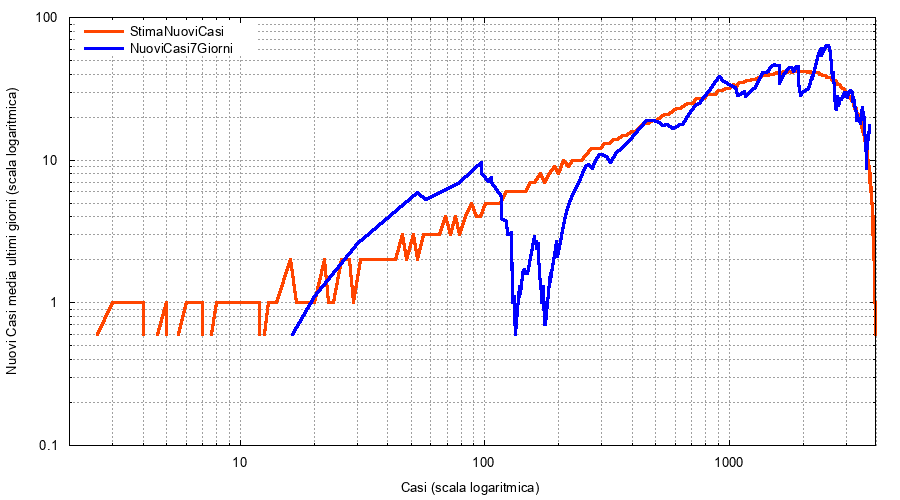 100
StimaNuoviCasi
NuoviCasi7Giorni
10
1
0.1
10
100
1000
Nuovi Casi media ultimi giorni (scala logaritmica)
Casi (scala logaritmica)